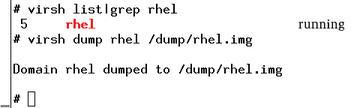 # virsh list|grep rhel
5 rhel running
# virsh dump rhel /dump/rhel.img
Domain rhel dumped to /dump/rhel.img
#